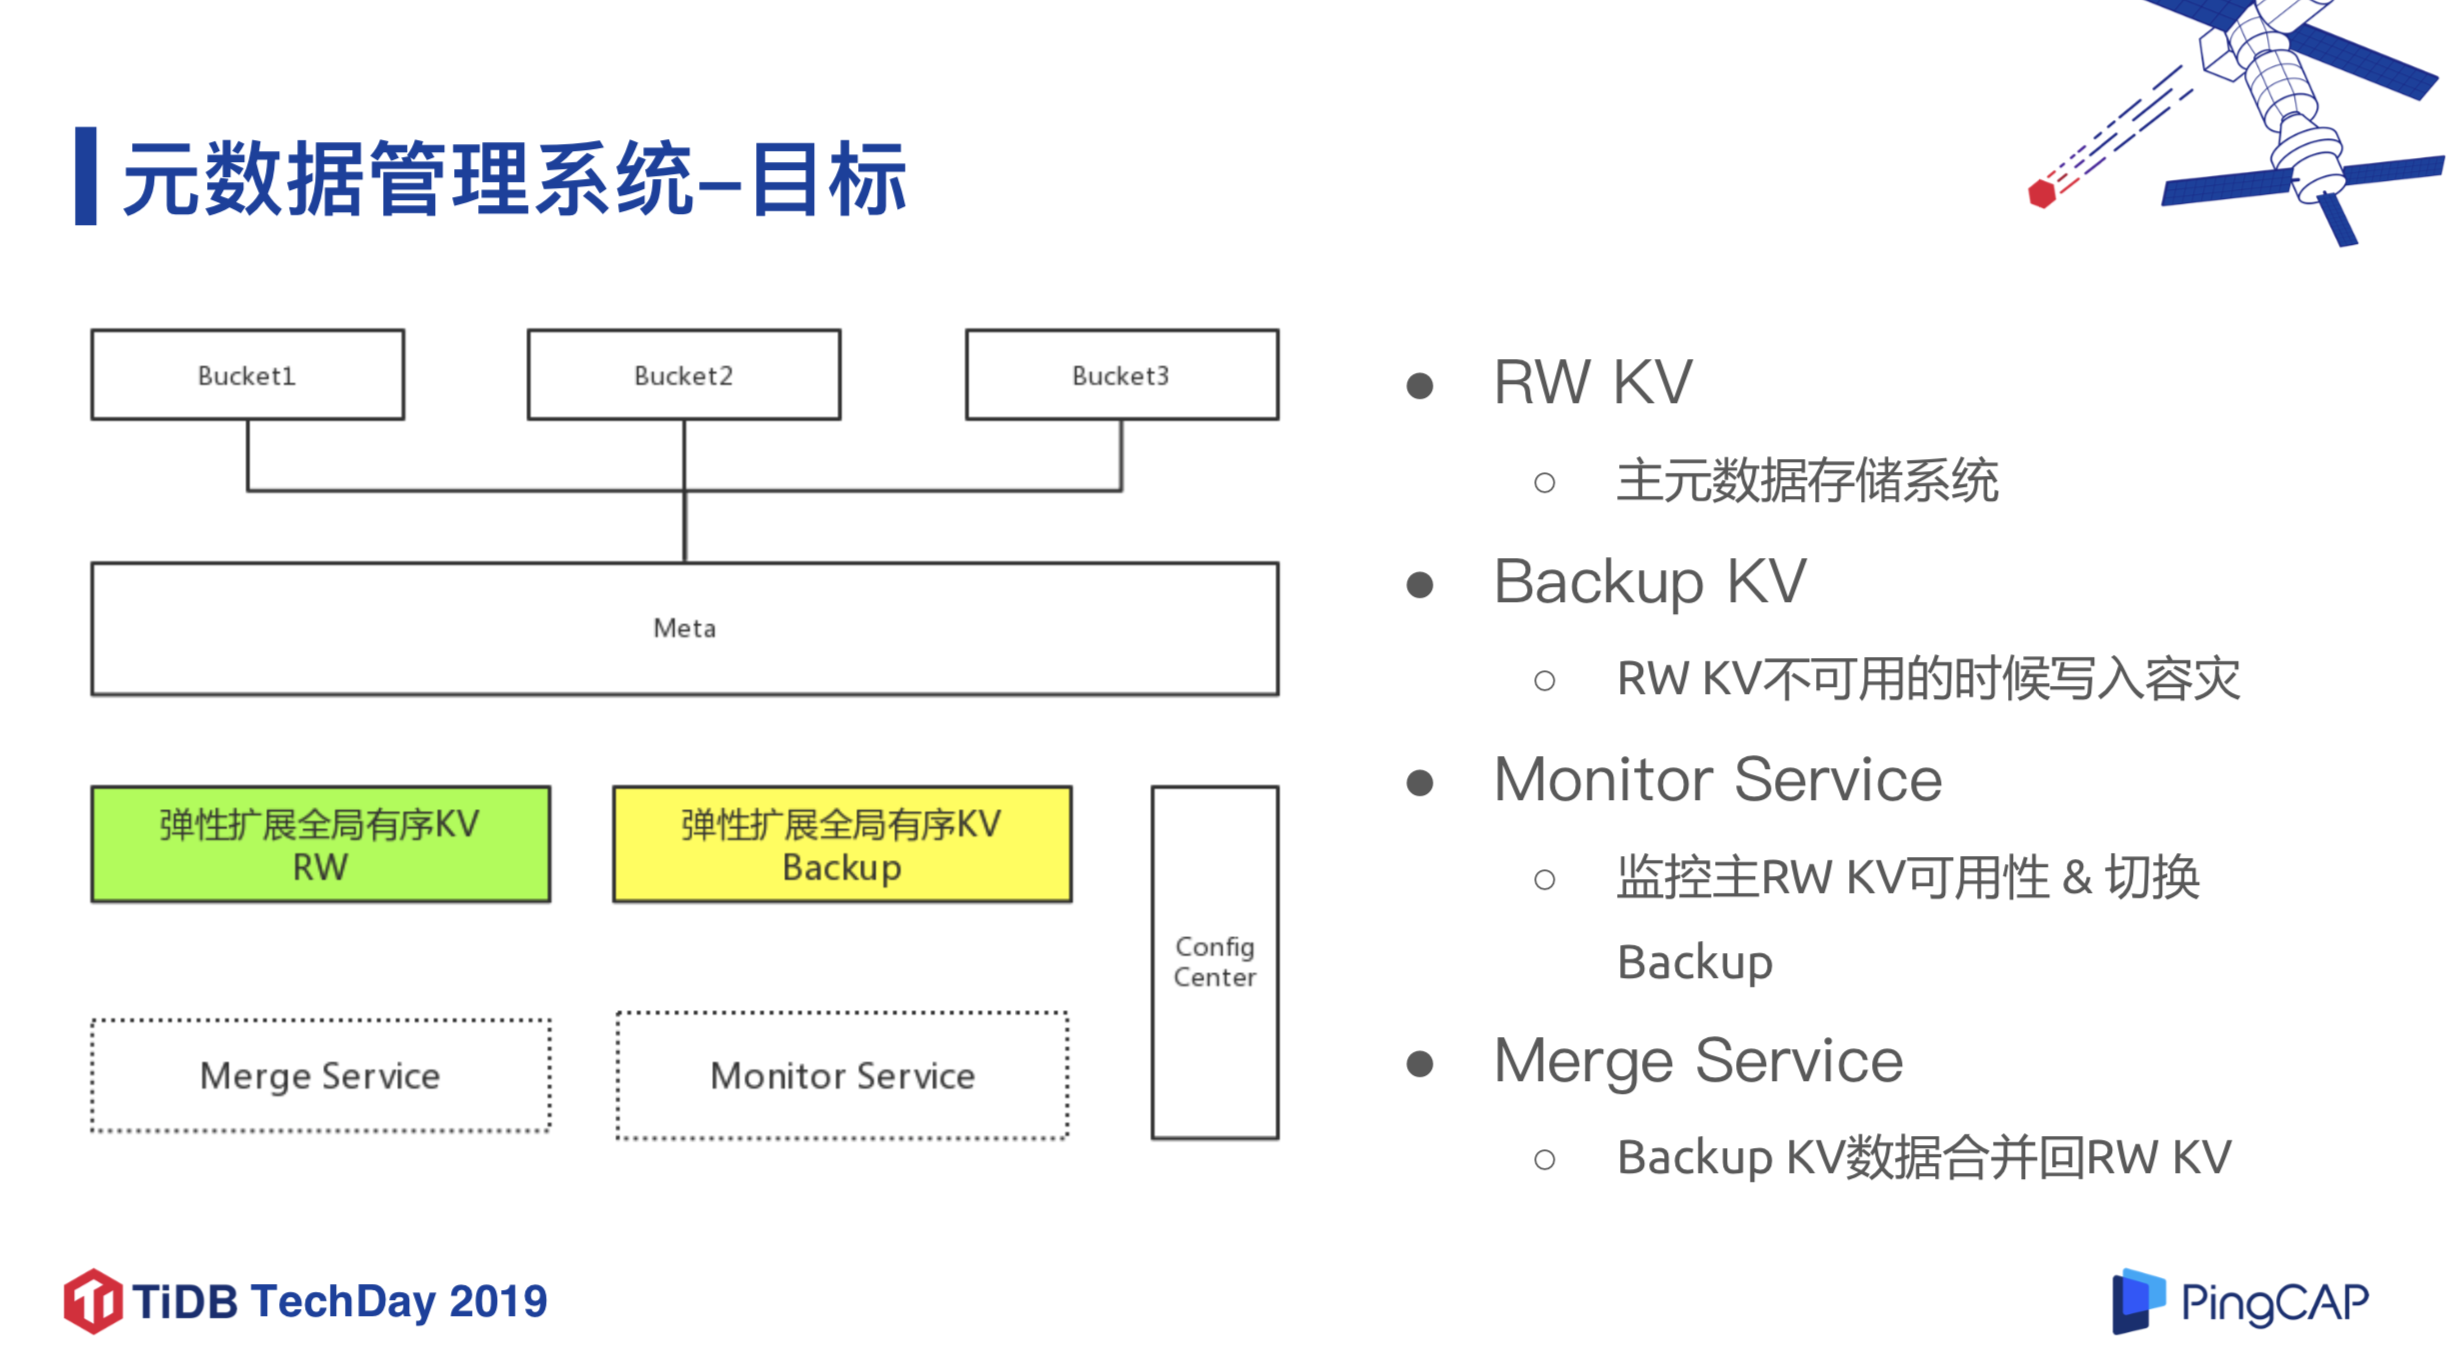 元数据管理系统–目标
Bucket1
Bucket2
Bucket3
Meta
弹性扩展全局有序KV
RW
弹性扩展全局有序KV
Backup
Config
Center
Merge Service
Monitor Service
● RW KV
○ 主元数据存储系统
● Backup KV
○ RW KV不可用的时候写入容灾
● Monitor Service
○ 监控主RW KV可用性 & 切换
Backup
● Merge Service
○ Backup KV数据合并回RW KV
TiDB TechDay 2019
PingCAP